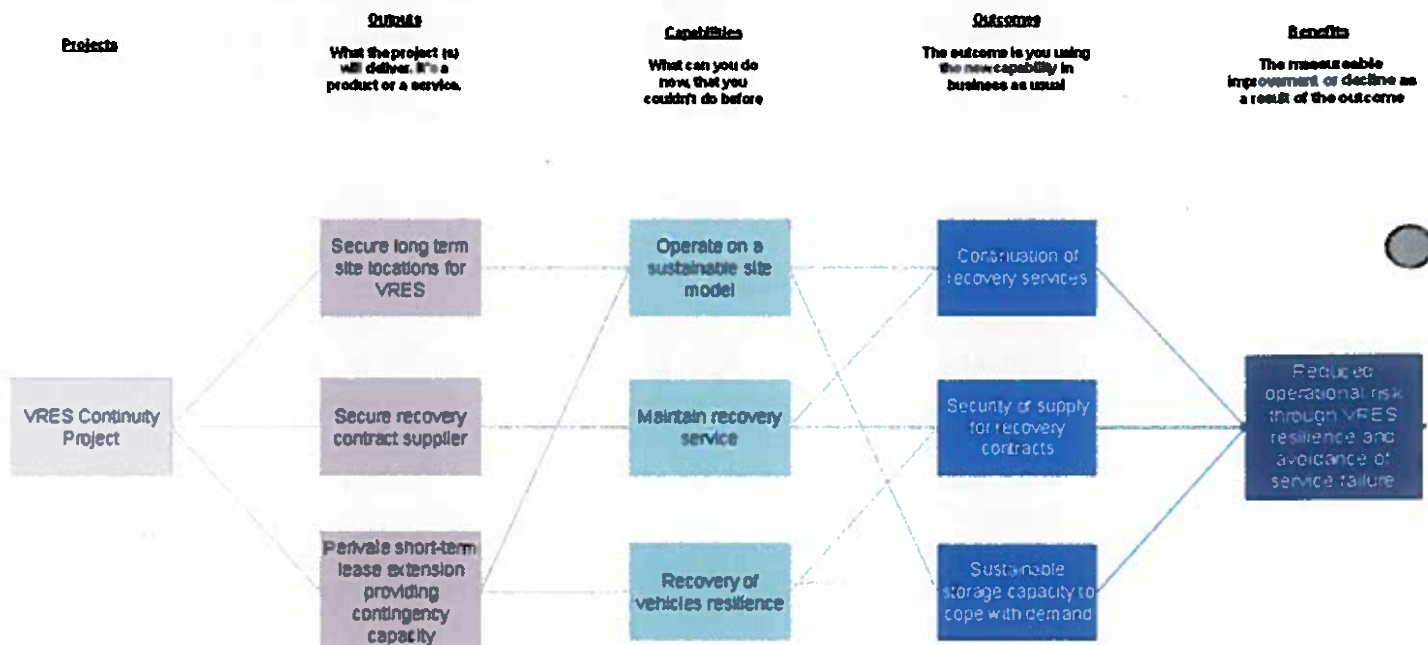 Projects
Outputs
What the project (s)
will deliver. It's a
product or a service.
Capabilities
What can you do
now, that you
couldn't do before
Outcomes
The outcome is you using
the new capability in
business as usual
Benefits
The measureable
improvement or decline as
a result of the outcome
VRES Continuity
Project
Secure long term
site locations for
VRES
Secure recovery
contract supplier
Perivale short-term
lease extension
providing
contingency
capacity
Operate on a
sustainable site
model
Maintain recovery
service
Recovery of
vehicles resilience
Continuation of
recovery services
Security of supply
for recovery
contracts
Sustainable
storage capacity to
cope with demand
Reduced
operational risk
through VRES
resilience and
avoidance of
service failure